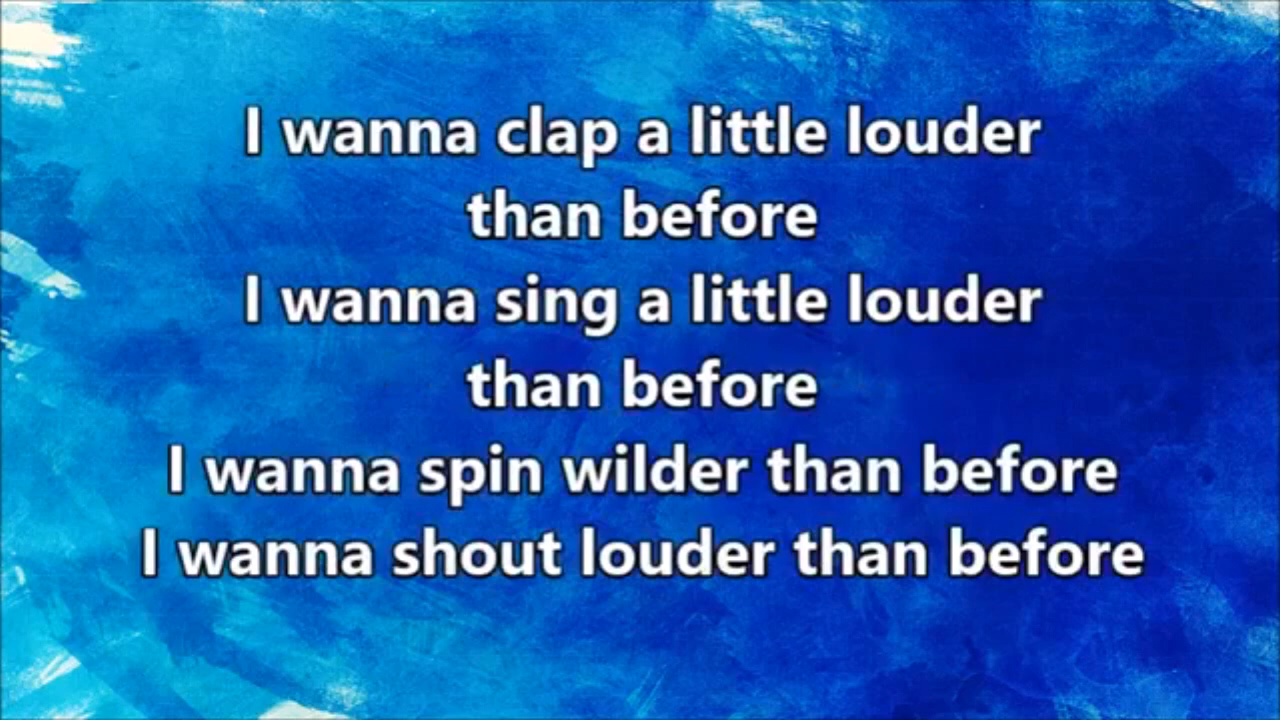 I wanna clap a little louder
than before
I wanna sing a little louder
than before
I wanna spin wilder than before
I wanna shout louder than before